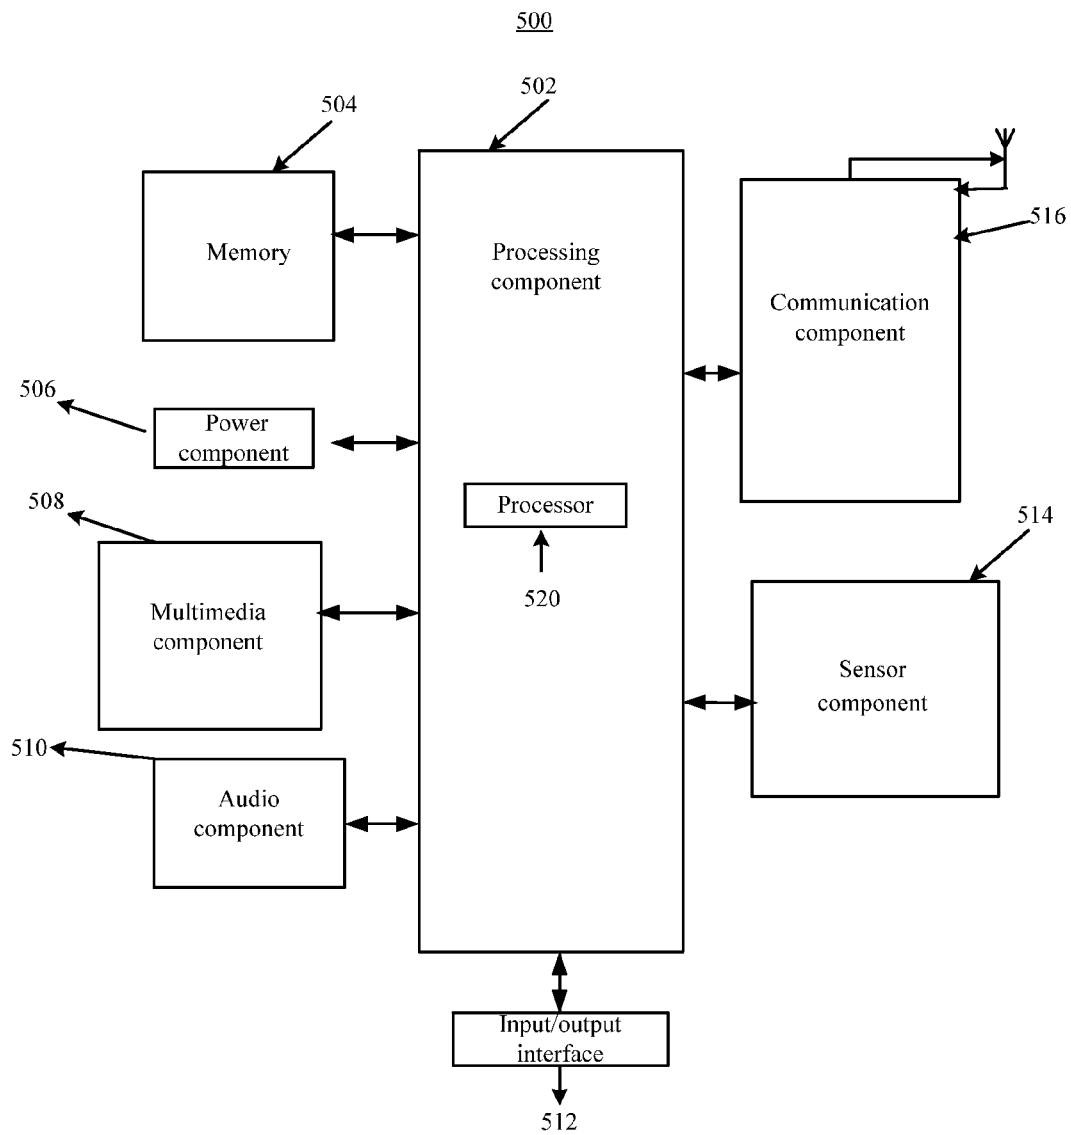 500
502
504
Memory
Processing
component
516
Communication
component
506
Power
component
508
Processor
514
520
Multimedia
component
Sensor
component
510
Audio
component
Input/output
interface
512